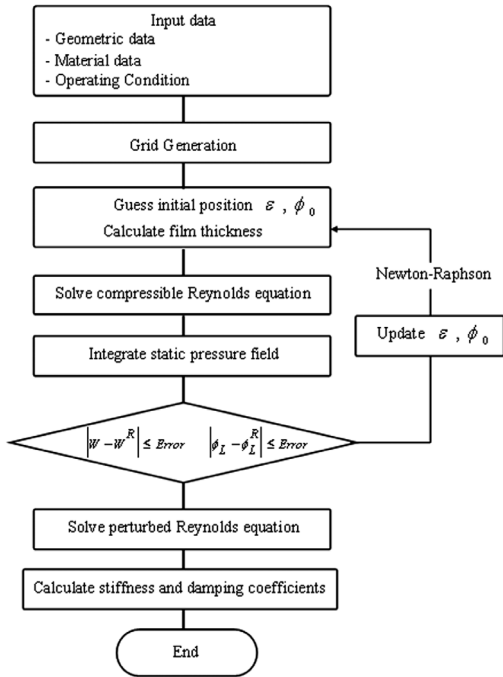 Input data
- Geometric data
- Material data
- Operating Condition
Grid Generation
Guess initial position ε , ϕ₀
Calculate film thickness
Newton-Raphson
Solve compressible Reynolds equation
Update ε , ϕ₀
Integrate static pressure field
|W - W^R| ≤ Error |ϕ_L - ϕ_L^R| ≤ Error
Solve perturbed Reynolds equation
Calculate stiffness and damping coefficients
End